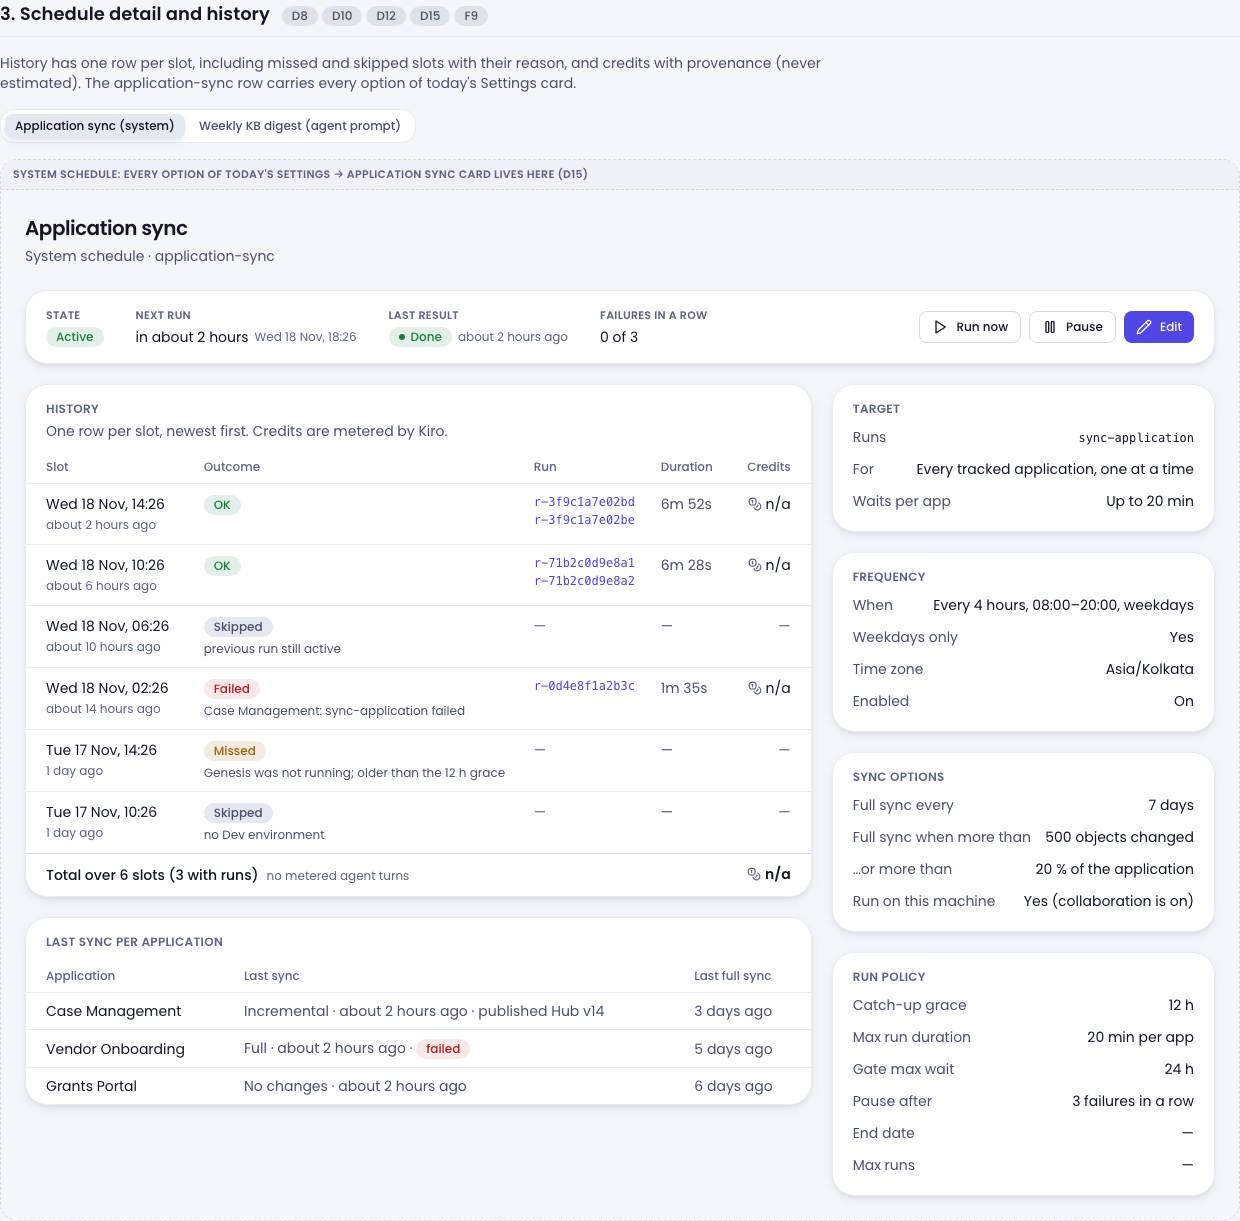 3. Schedule detail and history D8 D10 D12 D15 F9
History has one row per slot, including missed and skipped slots with their reason, and credits with provenance (never
estimated). The application-sync row carries every option of today's Settings card.
Application sync (system) Weekly KB digest (agent prompt)
SYSTEM SCHEDULE: EVERY OPTION OF TODAY'S SETTINGS → APPLICATION SYNC CARD LIVES HERE (D15)
Application sync
System schedule · application-sync
STATE NEXT RUN LAST RESULT FAILURES IN A ROW
Active in about 2 hours Wed 18 Nov, 18:26 Done about 2 hours ago 0 of 3 Run now Pause Edit
HISTORY
One row per slot, newest first. Credits are metered by Kiro.
Slot Outcome Run Duration Credits
Wed 18 Nov, 14:26 OK r-3f9c1a7e02bd 6m 52s n/a
about 2 hours ago r-3f9c1a7e02be
Wed 18 Nov, 10:26 OK r-71b2c0d9e8a1 6m 28s n/a
about 6 hours ago r-71b2c0d9e8a2
Wed 18 Nov, 06:26 Skipped — — —
about 10 hours ago previous run still active
Wed 18 Nov, 02:26 Failed r-0d4e8f1a2b3c 1m 35s n/a
about 14 hours ago Case Management: sync-application failed
Tue 17 Nov, 14:26 Missed — — —
1 day ago Genesis was not running; older than the 12 h grace
Tue 17 Nov, 10:26 Skipped — — —
1 day ago no Dev environment
Total over 6 slots (3 with runs) no metered agent turns n/a
LAST SYNC PER APPLICATION
Application Last sync Last full sync
Case Management Incremental · about 2 hours ago · published Hub v14 3 days ago
Vendor Onboarding Full · about 2 hours ago · failed 5 days ago
Grants Portal No changes · about 2 hours ago 6 days ago
TARGET
Runs sync-application
For Every tracked application, one at a time
Waits per app Up to 20 min
FREQUENCY
When Every 4 hours, 08:00–20:00, weekdays
Weekdays only Yes
Time zone Asia/Kolkata
Enabled On
SYNC OPTIONS
Full sync every 7 days
Full sync when more than 500 objects changed
…or more than 20 % of the application
Run on this machine Yes (collaboration is on)
RUN POLICY
Catch-up grace 12 h
Max run duration 20 min per app
Gate max wait 24 h
Pause after 3 failures in a row
End date —
Max runs —